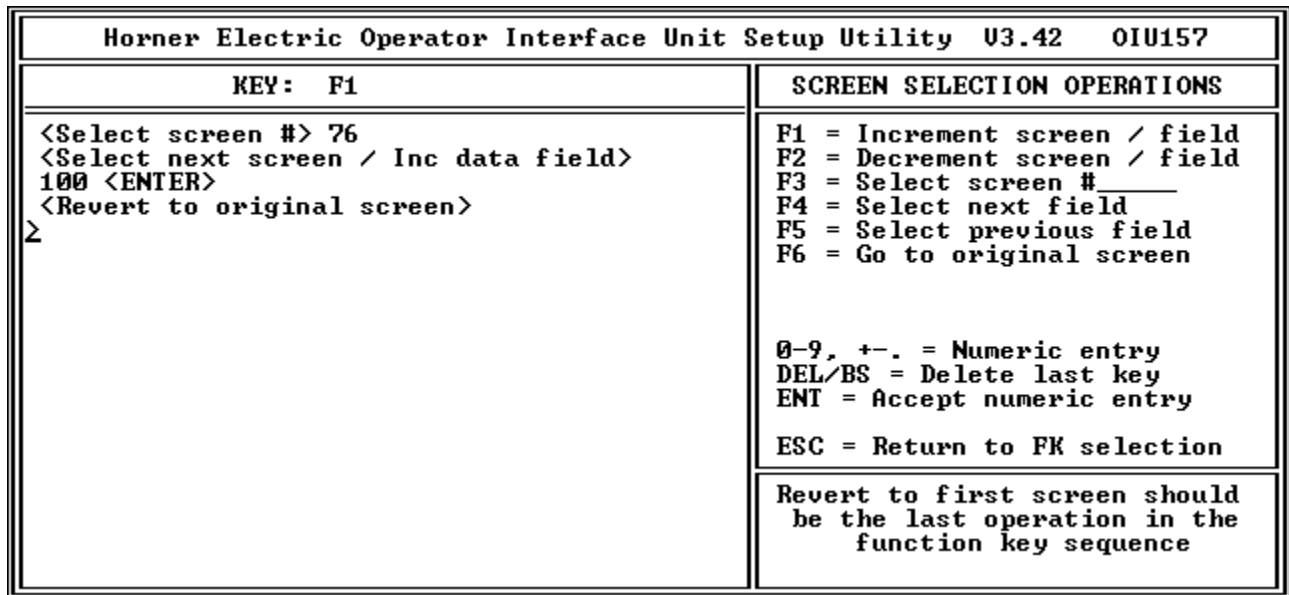 Horner Electric Operator Interface Unit Setup Utility V3.42 OIU157
KEY: F1
<Select screen #> 76
<Select next screen / Inc data field>
100 <ENTER>
<Revert to original screen>
>
SCREEN SELECTION OPERATIONS
F1 = Increment screen / field
F2 = Decrement screen / field
F3 = Select screen #_____
F4 = Select next field
F5 = Select previous field
F6 = Go to original screen
0-9, +-. = Numeric entry
DEL/BS = Delete last key
ENT = Accept numeric entry
ESC = Return to FK selection
Revert to first screen should
be the last operation in the
function key sequence